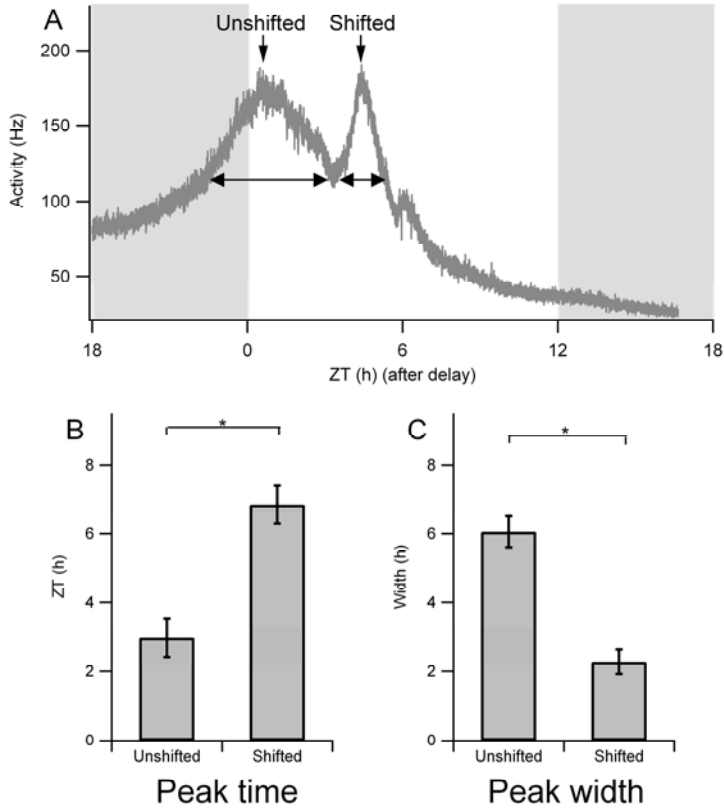 A
Unshifted Shifted
200
150
100
50
Activity (Hz)
18 0 6 12 18
ZT (h) (after delay)
B
*
8
6
4
2
0
ZT (h)
Unshifted Shifted
Peak time
C
*
8
6
4
2
0
Width (h)
Unshifted Shifted
Peak width